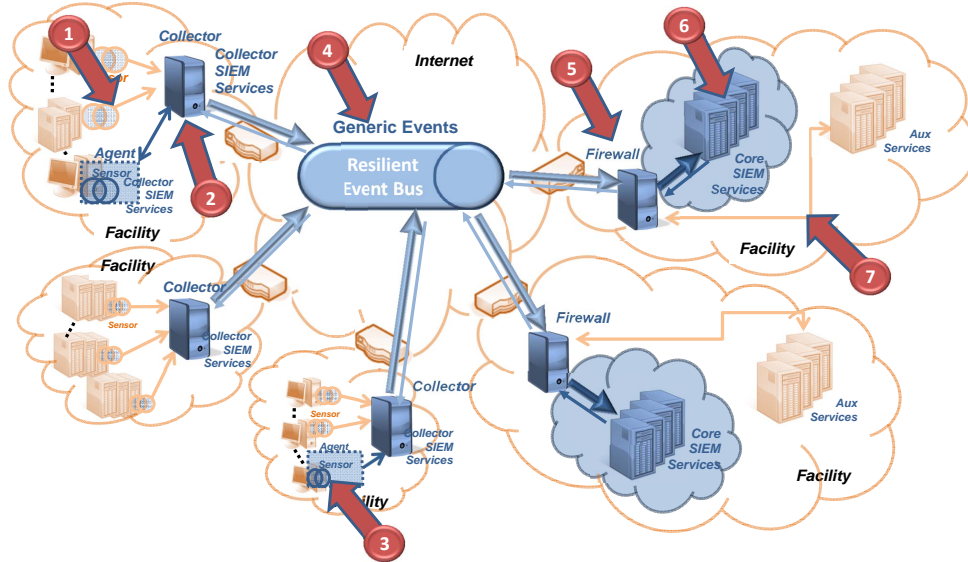 1
Collector
Collector
SIEM
Services
Agent
Sensor
Collector
SIEM
Services
2
Facility
4
Internet
Generic Events
Resilient
Event Bus
5
6
Firewall
Core
SIEM
Services
Aux
Services
Facility
7
Facility
Collector
Sensor
Collector
SIEM
Services
Collector
Sensor
Agent
Sensor
Collector
SIEM
Services
3
Firewall
Core
SIEM
Services
Aux
Services
Facility